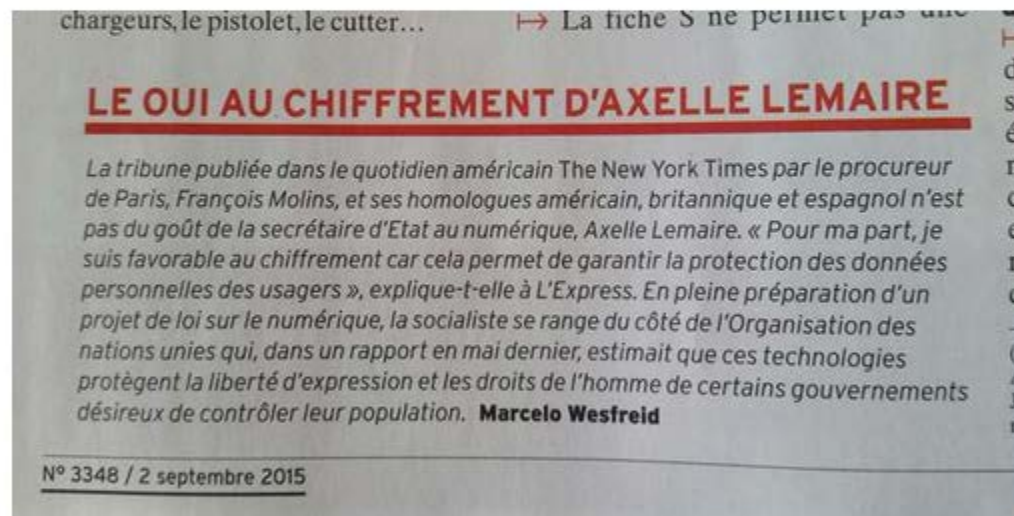 chargeurs, le pistolet, le cutter…
↦ La fiche S ne permet pas une
LE OUI AU CHIFFREMENT D'AXELLE LEMAIRE
La tribune publiée dans le quotidien américain The New York Times par le procureur
de Paris, François Molins, et ses homologues américain, britannique et espagnol n'est
pas du goût de la secrétaire d'Etat au numérique, Axelle Lemaire. « Pour ma part, je
suis favorable au chiffrement car cela permet de garantir la protection des données
personnelles des usagers », explique-t-elle à L'Express. En pleine préparation d'un
projet de loi sur le numérique, la socialiste se range du côté de l'Organisation des
nations unies qui, dans un rapport en mai dernier, estimait que ces technologies
protègent la liberté d'expression et les droits de l'homme de certains gouvernements
désireux de contrôler leur population. Marcelo Wesfreid
N° 3348 / 2 septembre 2015